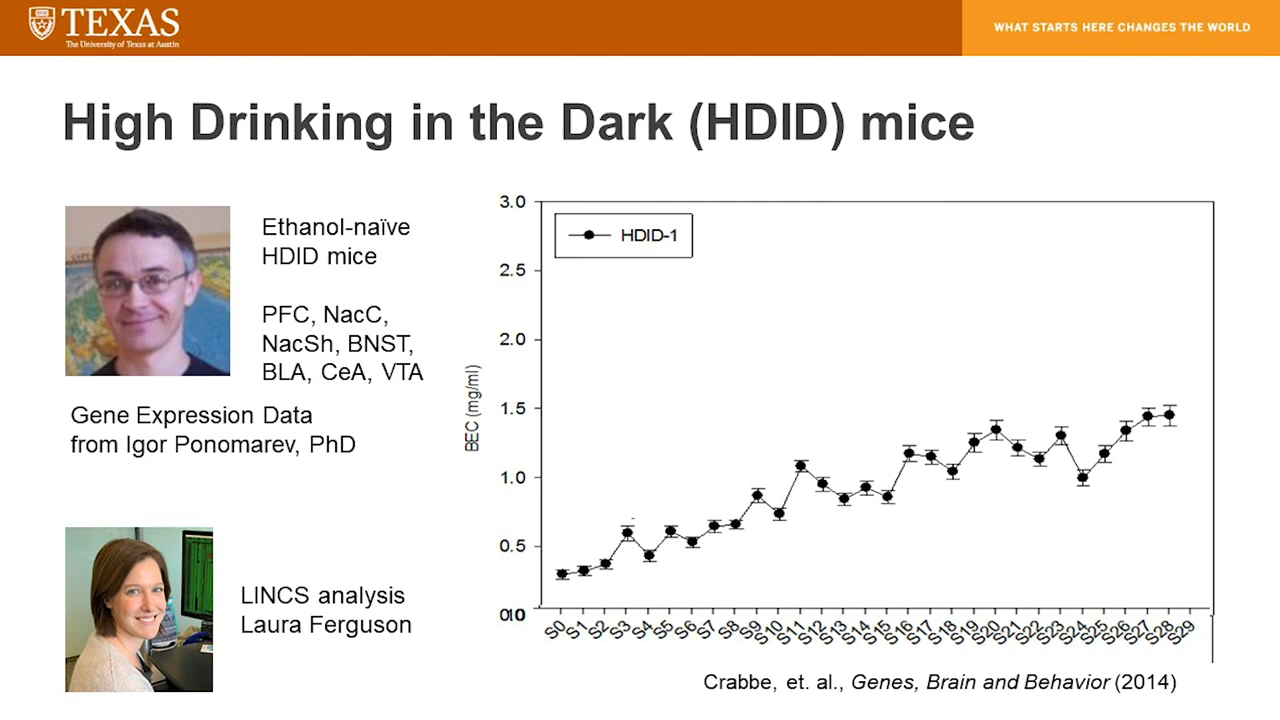 TEXAS
The University of Texas at Austin
WHAT STARTS HERE CHANGES THE WORLD
High Drinking in the Dark (HDID) mice
Ethanol-naïve
HDID mice
PFC, NacC,
NacSh, BNST,
BLA, CeA, VTA
Gene Expression Data
from Igor Ponomarev, PhD
LINCS analysis
Laura Ferguson
HDID-1
3.0
2.5
2.0
1.5
1.0
0.5
BEC (mg/ml)
S0
S1
S2
S3
S4
S5
S6
S7
S8
S9
S10
S11
S12
S13
S14
S15
S16
S17
S18
S19
S20
S21
S22
S23
S24
S25
S26
S27
S28
S29
Crabbe, et. al., Genes, Brain and Behavior (2014)